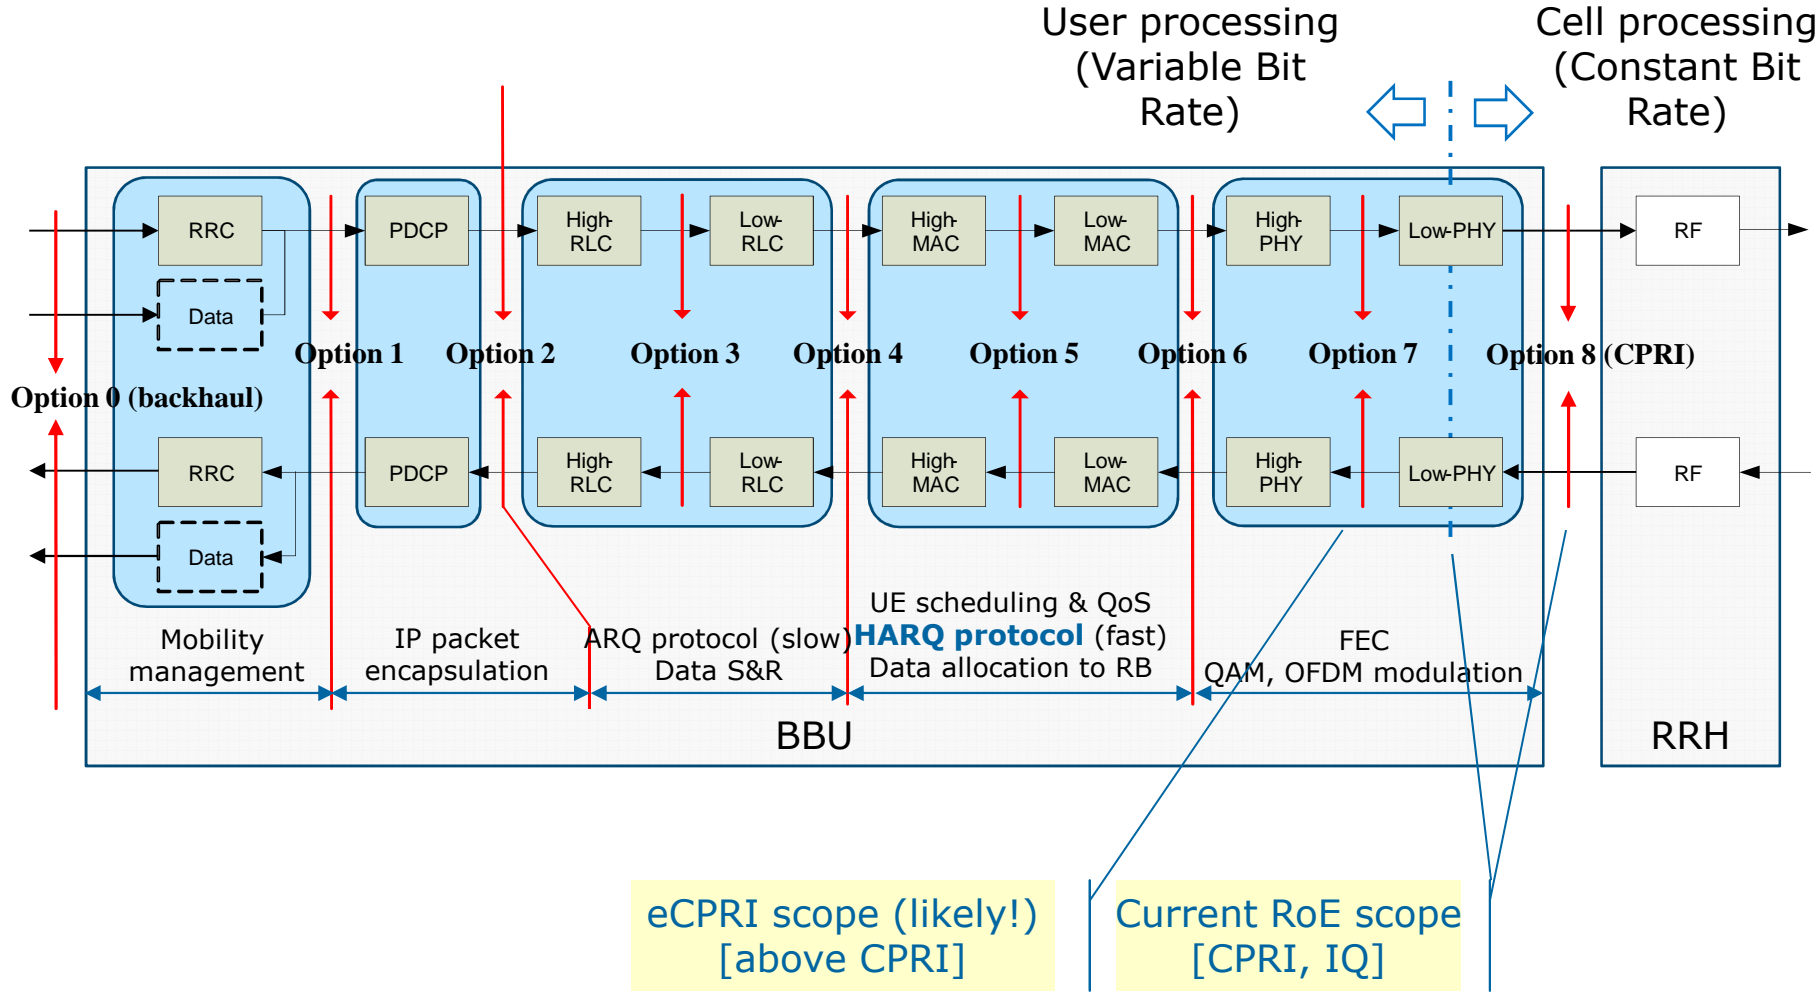 User processing
(Variable Bit
Rate)
Cell processing
(Constant Bit
Rate)
RRC
PDCP
High-
RLC
Low-
RLC
High-
MAC
Low-
MAC
High-
PHY
Low-PHY
RF
Data
Option 0 (backhaul)
Option 1
Option 2
Option 3
Option 4
Option 5
Option 6
Option 7
Option 8 (CPRI)
RRC
PDCP
High-
RLC
Low-
RLC
High-
MAC
Low-
MAC
High-
PHY
Low-PHY
RF
Data
Mobility
management
IP packet
encapsulation
ARQ protocol (slow)
Data S&R
UE scheduling & QoS
HARQ protocol (fast)
Data allocation to RB
FEC
QAM, OFDM modulation
BBU
RRH
eCPRI scope (likely!)
[above CPRI]
Current RoE scope
[CPRI, IQ]